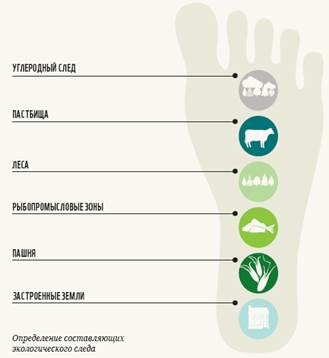 УГЛЕРОДНЫЙ СЛЕД
ПАСТБИЩА
ЛЕСА
РЫБОПРОМЫСЛОВЫЕ ЗОНЫ
ПАШНЯ
ЗАСТРОЕННЫЕ ЗЕМЛИ
Определение составляющих
экологического следа